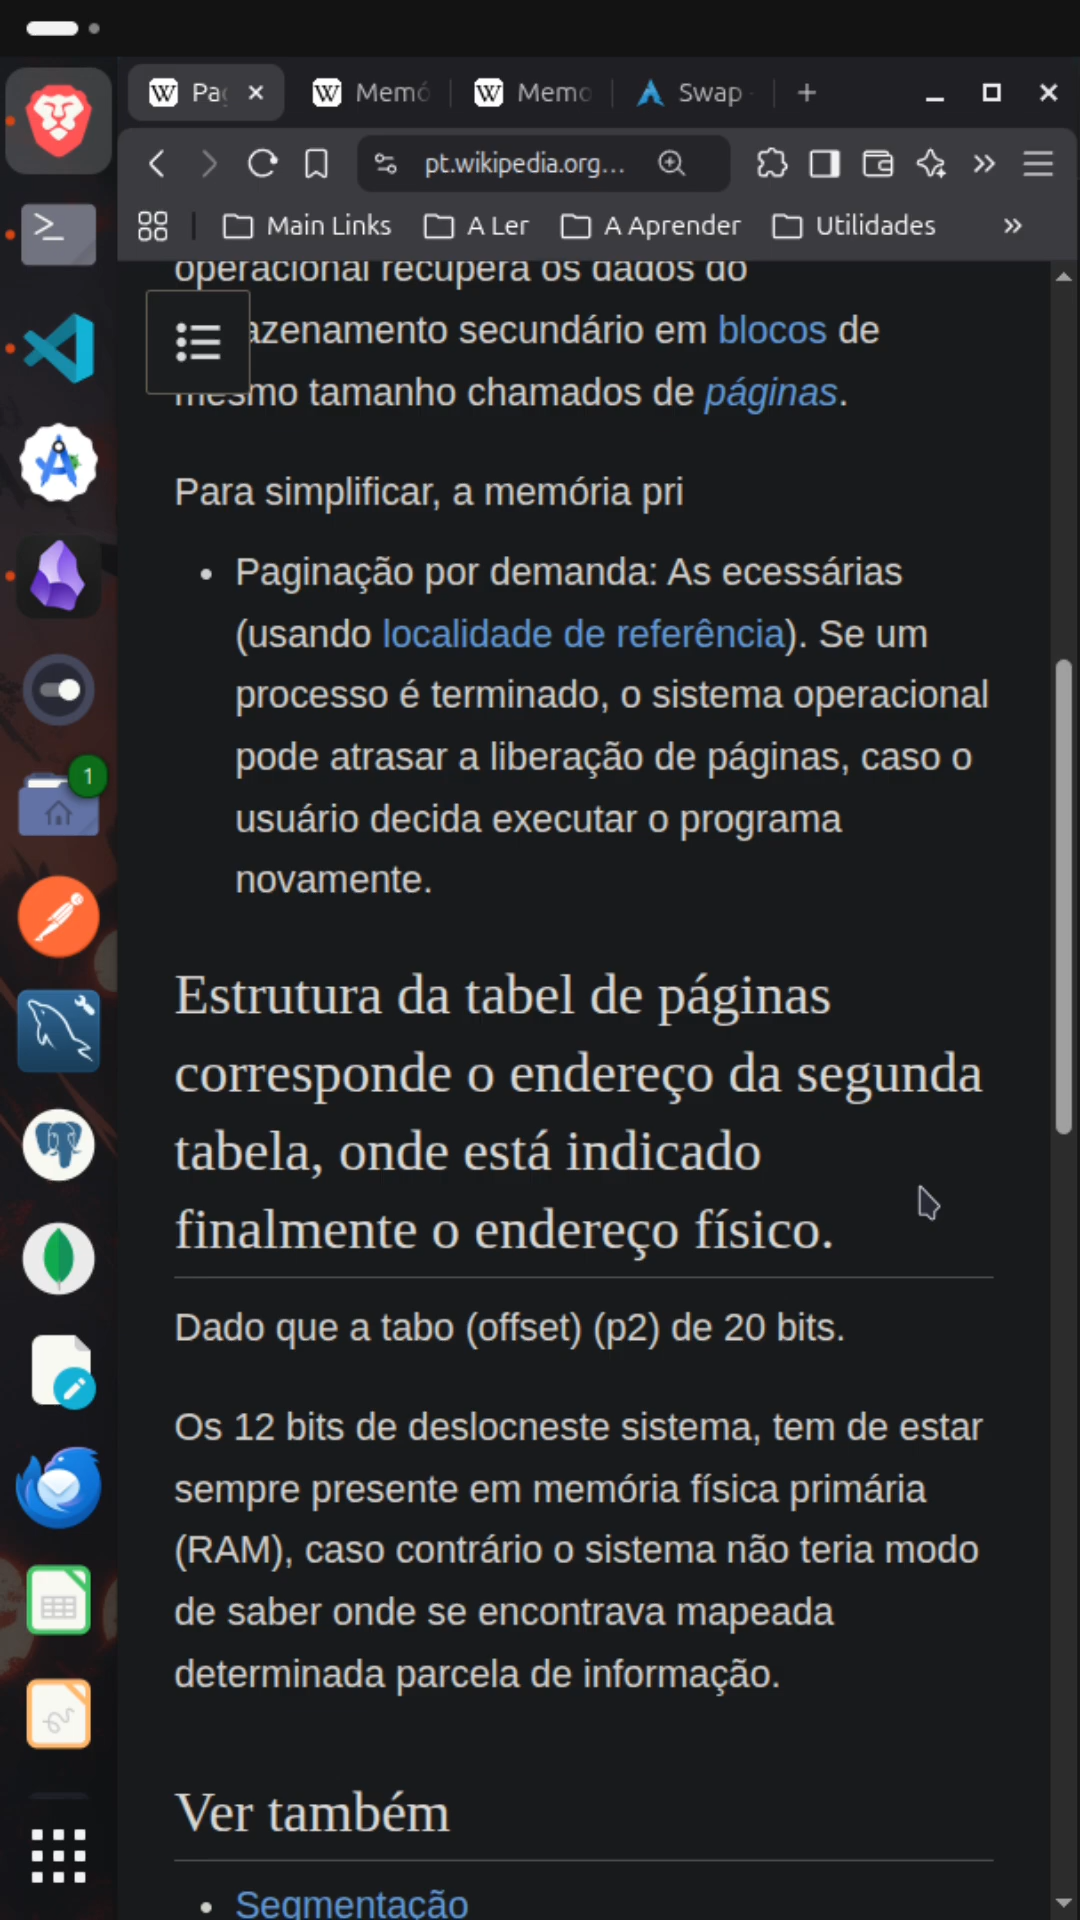 Pa
Memó
Memo
Swap
pt.wikipedia.org...
Main Links
A Ler
A Aprender
Utilidades
operacional recupera os dados do
azenamento secundário em blocos de
mesmo tamanho chamados de páginas.
Para simplificar, a memória pri
• Paginação por demanda: As ecessárias
(usando localidade de referência). Se um
processo é terminado, o sistema operacional
pode atrasar a liberação de páginas, caso o
usuário decida executar o programa
novamente.
Estrutura da tabel de páginas
corresponde o endereço da segunda
tabela, onde está indicado
finalmente o endereço físico.
Dado que a tabo (offset) (p2) de 20 bits.
Os 12 bits de deslocneste sistema, tem de estar
sempre presente em memória física primária
(RAM), caso contrário o sistema não teria modo
de saber onde se encontrava mapeada
determinada parcela de informação.
Ver também
• Segmentação
1